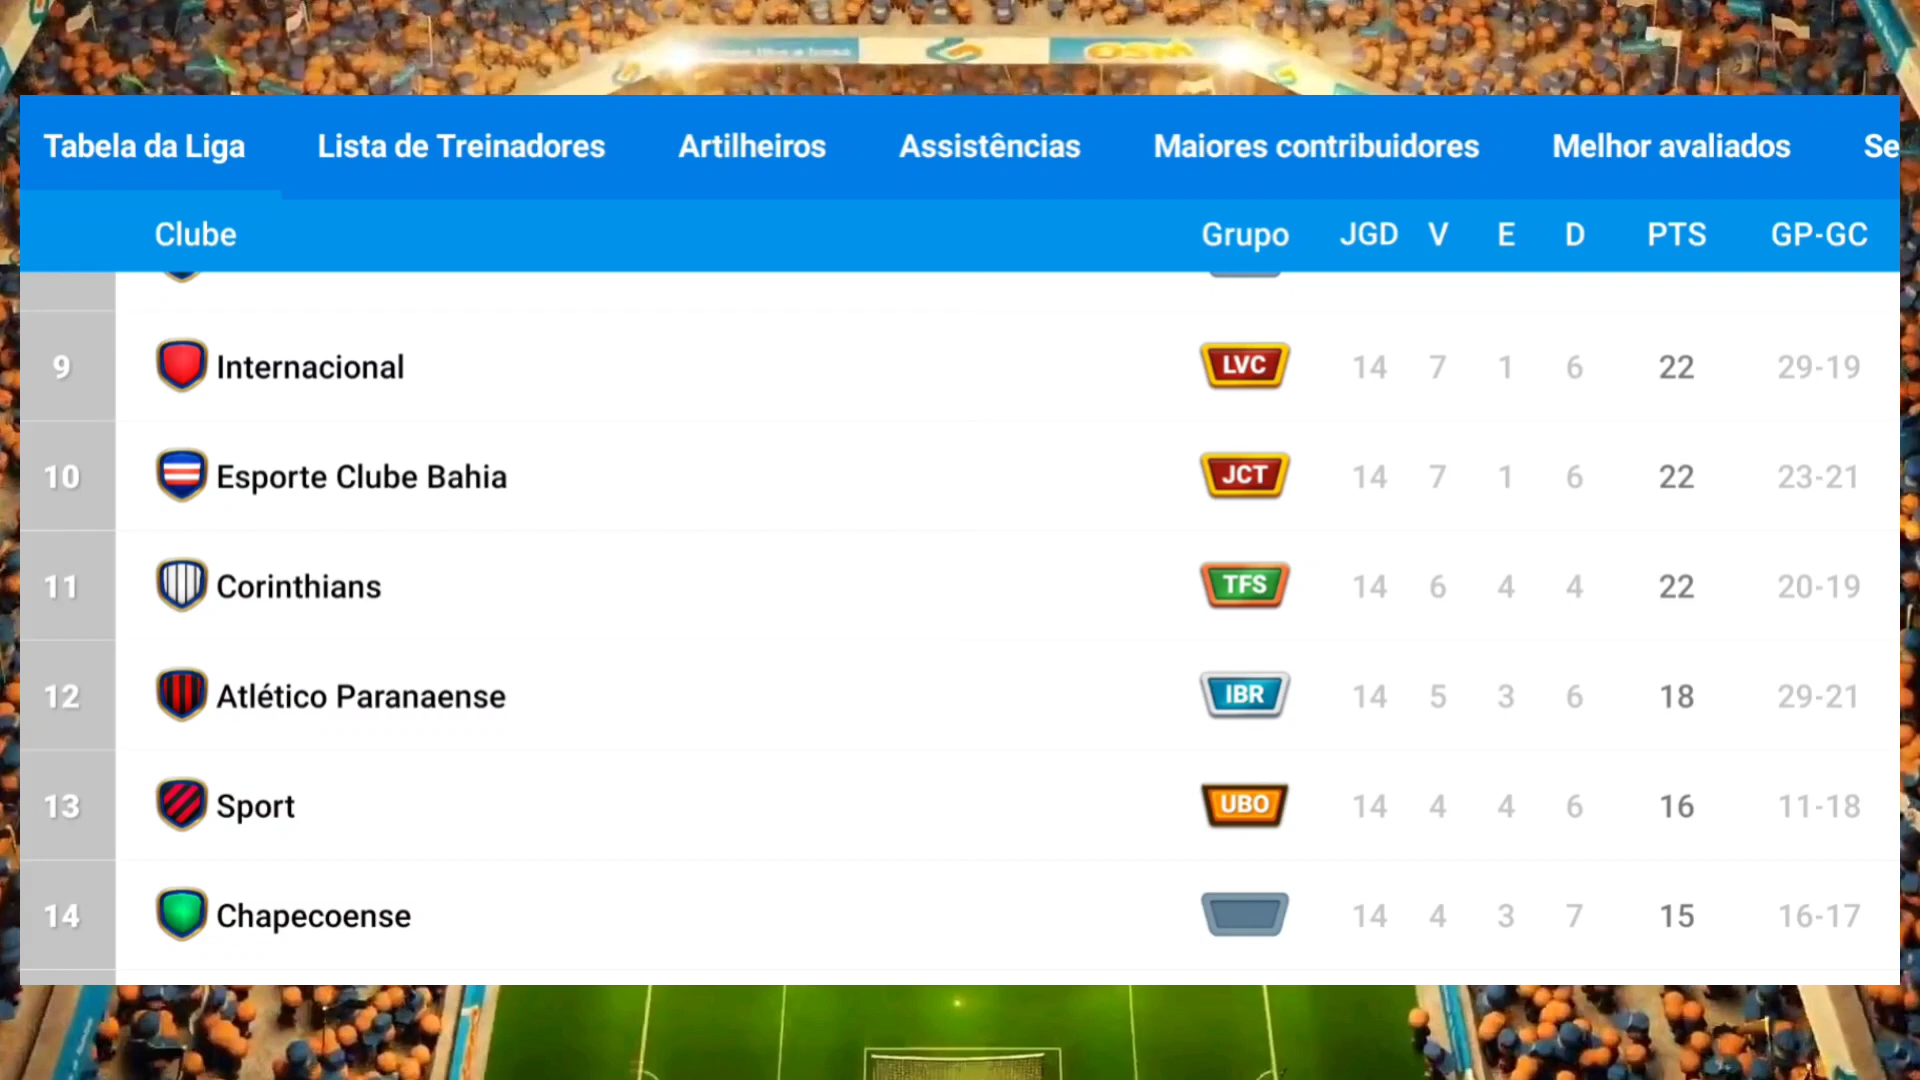 OSM
Tabela da Liga Lista de Treinadores Artilheiros Assistências Maiores contribuidores Melhor avaliados Se
Clube Grupo JGD V E D PTS GP-GC
9 Internacional LVC 14 7 1 6 22 29-19
10 Esporte Clube Bahia JCT 14 7 1 6 22 23-21
11 Corinthians TFS 14 6 4 4 22 20-19
12 Atlético Paranaense IBR 14 5 3 6 18 29-21
13 Sport UBO 14 4 4 6 16 11-18
14 Chapecoense 14 4 3 7 15 16-17